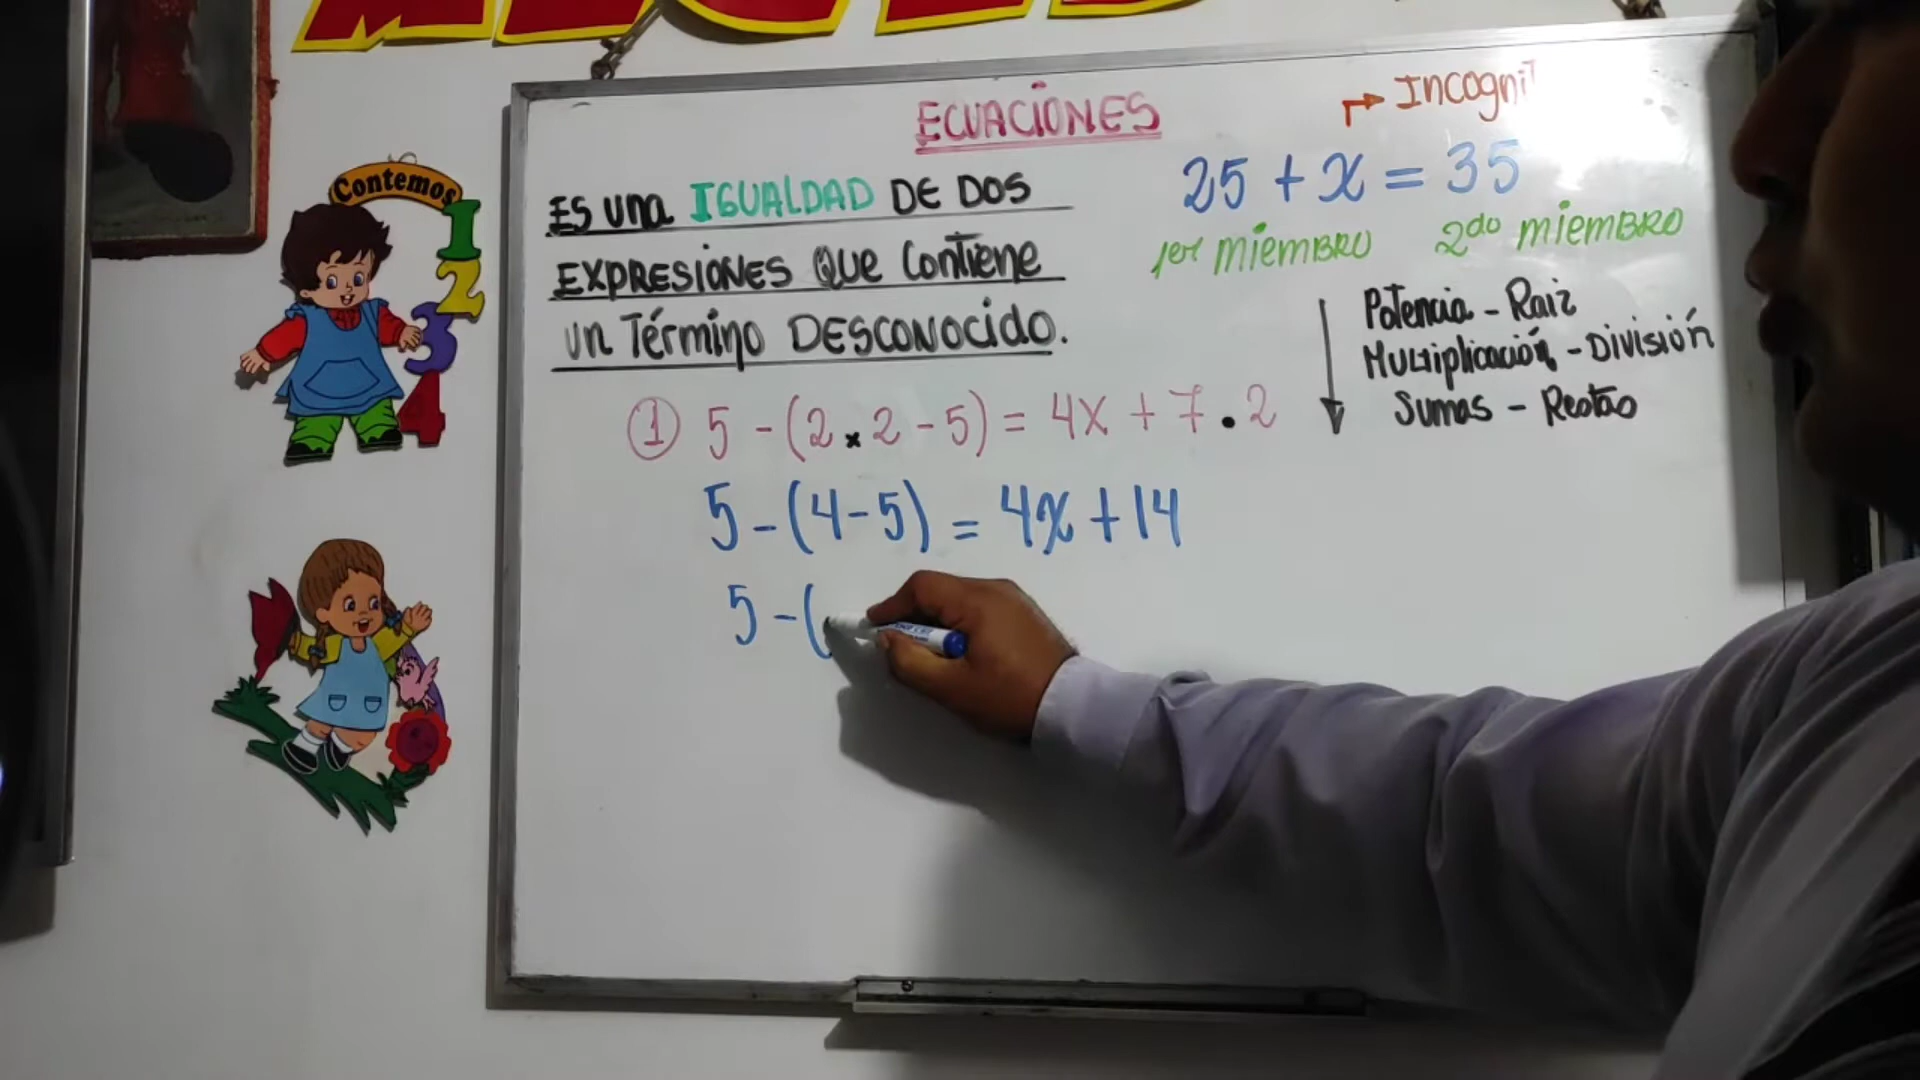 Contemos
1
2
3
4
ECUACIONES
ES una IGUALDAD DE DOS
EXPRESIONES QUE Contiene
un Término DESCONOCIDO.
25 + x = 35
1er miEMBRO 2do miEMBRO
Potencia - Raiz
Multiplicación - División
Sumas - Restas
① 5 - (2 x 2 - 5) = 4x + 7 . 2
5 - (4 - 5) = 4x + 14
5 - (